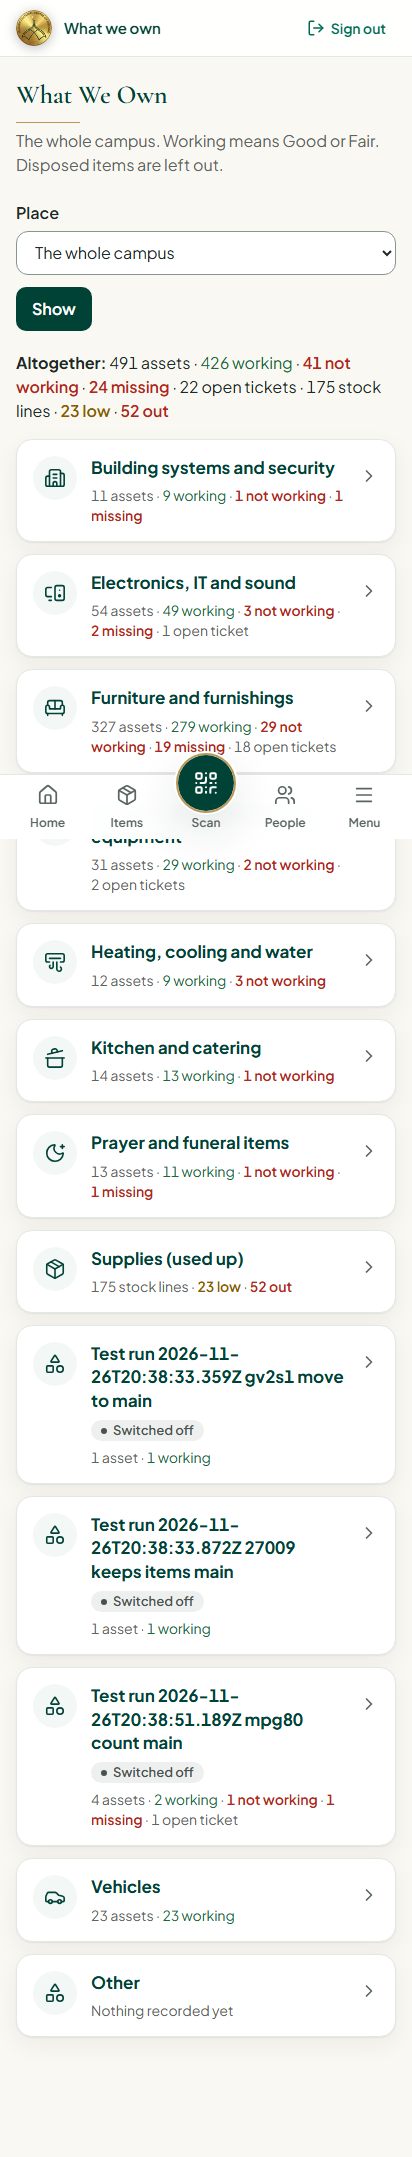 What we own
Sign out
What We Own
The whole campus. Working means Good or Fair.
Disposed items are left out.
Place
The whole campus
Show
Altogether: 491 assets · 426 working · 41 not
working · 24 missing · 22 open tickets · 175 stock
lines · 23 low · 52 out
Building systems and security
11 assets · 9 working · 1 not working · 1
missing
Electronics, IT and sound
54 assets · 49 working · 3 not working ·
2 missing · 1 open ticket
Furniture and furnishings
327 assets · 279 working · 29 not
working · 19 missing · 18 open tickets
Home
Items
Scan
People
Menu
equipment
31 assets · 29 working · 2 not working ·
2 open tickets
Heating, cooling and water
12 assets · 9 working · 3 not working
Kitchen and catering
14 assets · 13 working · 1 not working
Prayer and funeral items
13 assets · 11 working · 1 not working ·
1 missing
Supplies (used up)
175 stock lines · 23 low · 52 out
Test run 2026-11-
26T20:38:33.359Z gv2s1 move
to main
Switched off
1 asset · 1 working
Test run 2026-11-
26T20:38:33.872Z 27009
keeps items main
Switched off
1 asset · 1 working
Test run 2026-11-
26T20:38:51.189Z mpg80
count main
Switched off
4 assets · 2 working · 1 not working · 1
missing · 1 open ticket
Vehicles
23 assets · 23 working
Other
Nothing recorded yet